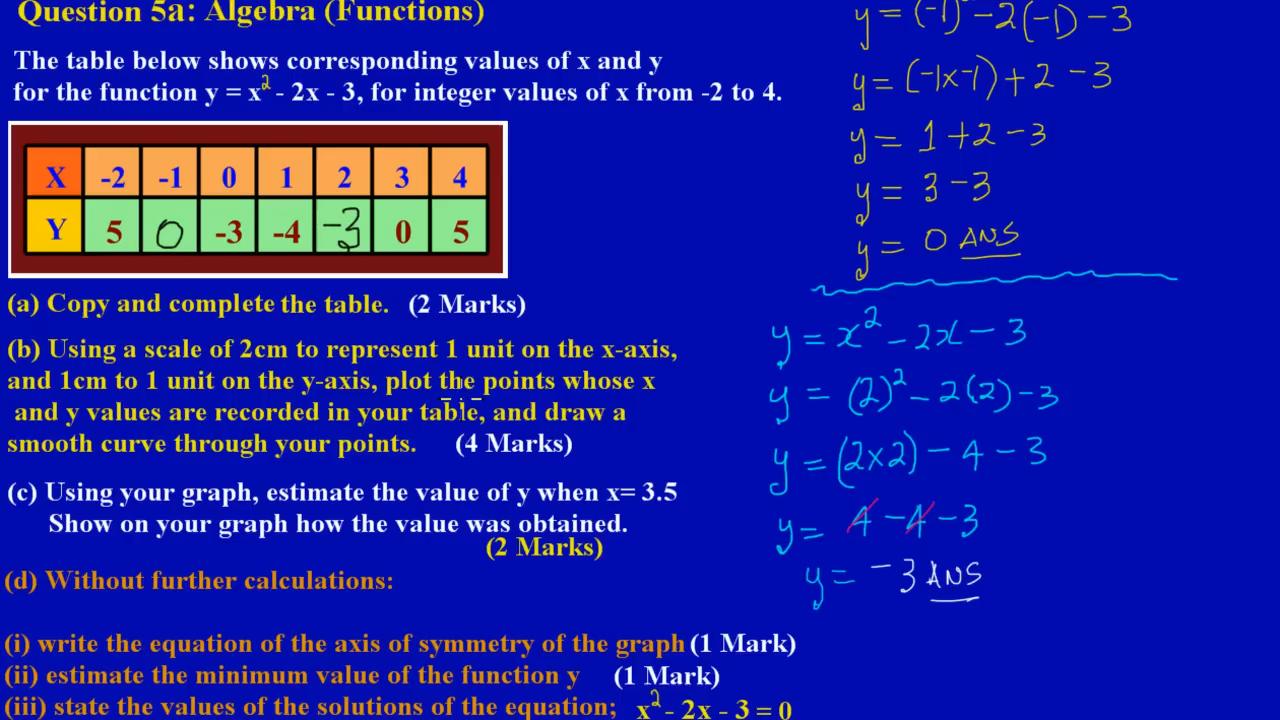 Question 5a: Algebra (Functions)
The table below shows corresponding values of x and y
for the function y = x² - 2x - 3, for integer values of x from -2 to 4.
X -2 -1 0 1 2 3 4
Y 5 0 -3 -4 -3 0 5
(a) Copy and complete the table. (2 Marks)
(b) Using a scale of 2cm to represent 1 unit on the x-axis,
and 1cm to 1 unit on the y-axis, plot the points whose x
and y values are recorded in your table, and draw a
smooth curve through your points. (4 Marks)
(c) Using your graph, estimate the value of y when x= 3.5
Show on your graph how the value was obtained.
(2 Marks)
(d) Without further calculations:
(i) write the equation of the axis of symmetry of the graph (1 Mark)
(ii) estimate the minimum value of the function y (1 Mark)
(iii) state the values of the solutions of the equation; x² - 2x - 3 = 0
y = (-1)² - 2(-1) - 3
y = (-1x-1) + 2 - 3
y = 1 + 2 - 3
y = 3 - 3
y = 0 ANS
y = x² - 2x - 3
y = (2)² - 2(2) - 3
y = (2x2) - 4 - 3
y = 4 - 4 - 3
y = -3 ANS